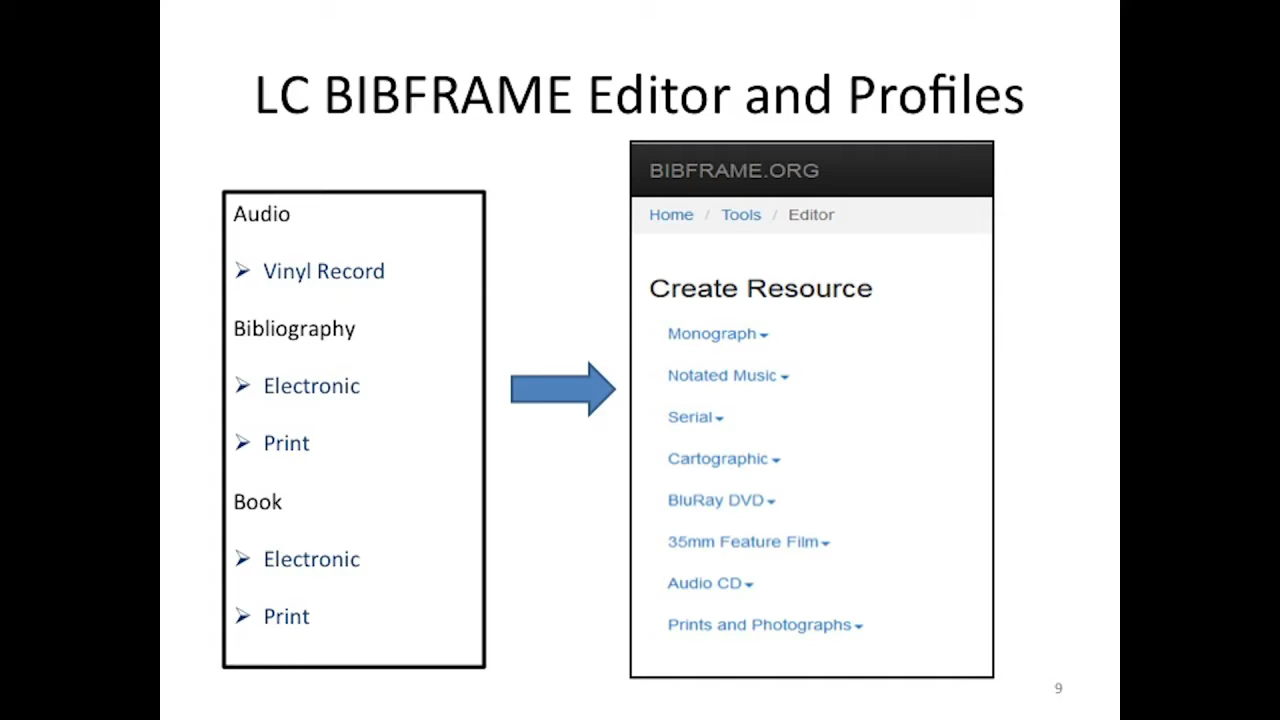 LC BIBFRAME Editor and Profiles
Audio
Vinyl Record
Bibliography
Electronic
Print
Book
Electronic
Print
BIBFRAME.ORG
Home / Tools / Editor
Create Resource
Monograph
Notated Music
Serial
Cartographic
BluRay DVD
35mm Feature Film
Audio CD
Prints and Photographs
9